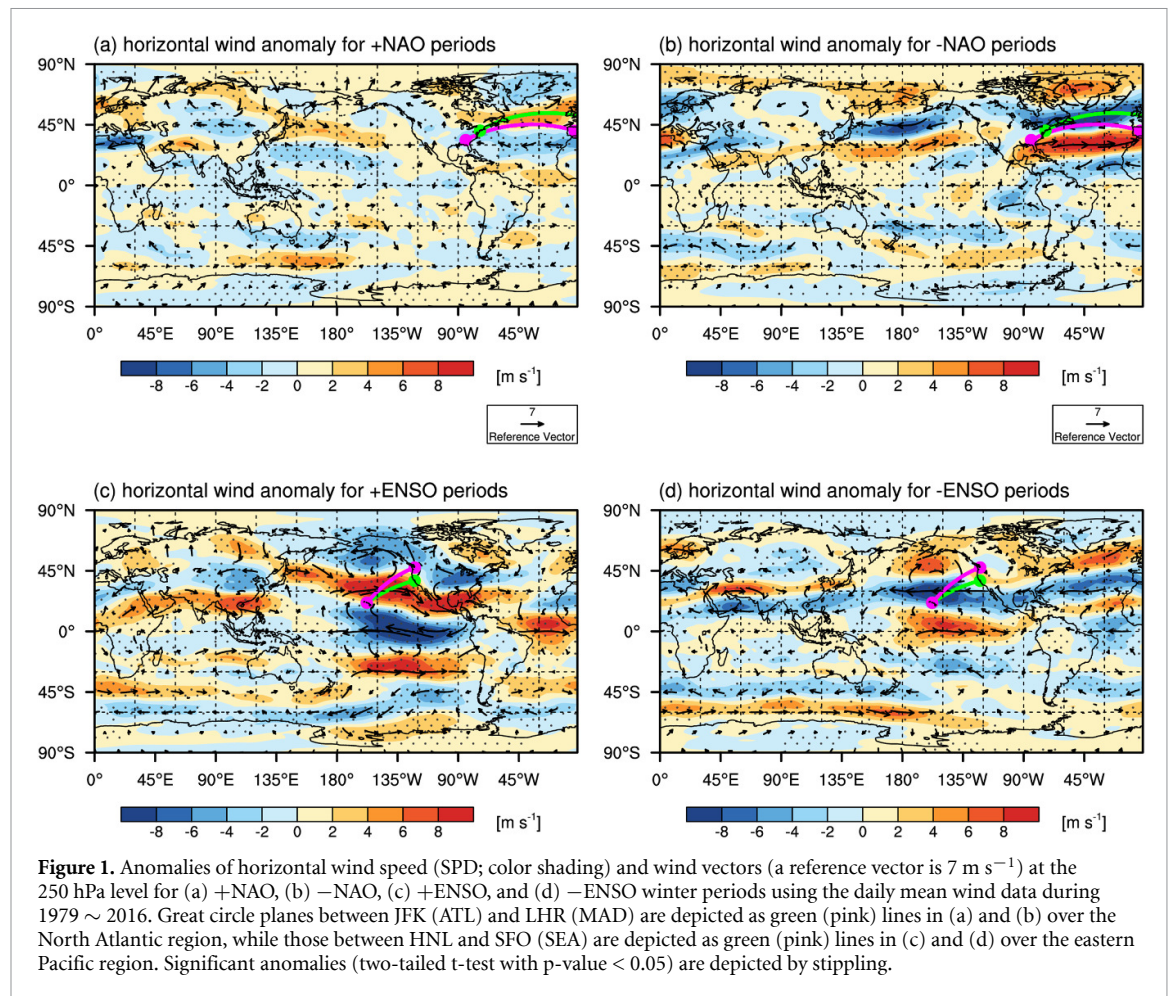 (a) horizontal wind anomaly for +NAO periods
90°N
45°N
0°
45°S
90°S
0° 45°E 90°E 135°E 180° 135°W 90°W 45°W
-8 -6 -4 -2 0 2 4 6 8 [m s⁻¹]
7
Reference Vector
(b) horizontal wind anomaly for -NAO periods
90°N
45°N
0°
45°S
90°S
0° 45°E 90°E 135°E 180° 135°W 90°W 45°W
-8 -6 -4 -2 0 2 4 6 8 [m s⁻¹]
7
Reference Vector
(c) horizontal wind anomaly for +ENSO periods
90°N
45°N
0°
45°S
90°S
0° 45°E 90°E 135°E 180° 135°W 90°W 45°W
-8 -6 -4 -2 0 2 4 6 8 [m s⁻¹]
(d) horizontal wind anomaly for -ENSO periods
90°N
45°N
0°
45°S
90°S
0° 45°E 90°E 135°E 180° 135°W 90°W 45°W
-8 -6 -4 -2 0 2 4 6 8 [m s⁻¹]
Figure 1. Anomalies of horizontal wind speed (SPD; color shading) and wind vectors (a reference vector is 7 m s⁻¹) at the
250 hPa level for (a) +NAO, (b) −NAO, (c) +ENSO, and (d) −ENSO winter periods using the daily mean wind data during
1979 ∼ 2016. Great circle planes between JFK (ATL) and LHR (MAD) are depicted as green (pink) lines in (a) and (b) over the
North Atlantic region, while those between HNL and SFO (SEA) are depicted as green (pink) lines in (c) and (d) over the eastern
Pacific region. Significant anomalies (two-tailed t-test with p-value < 0.05) are depicted by stippling.